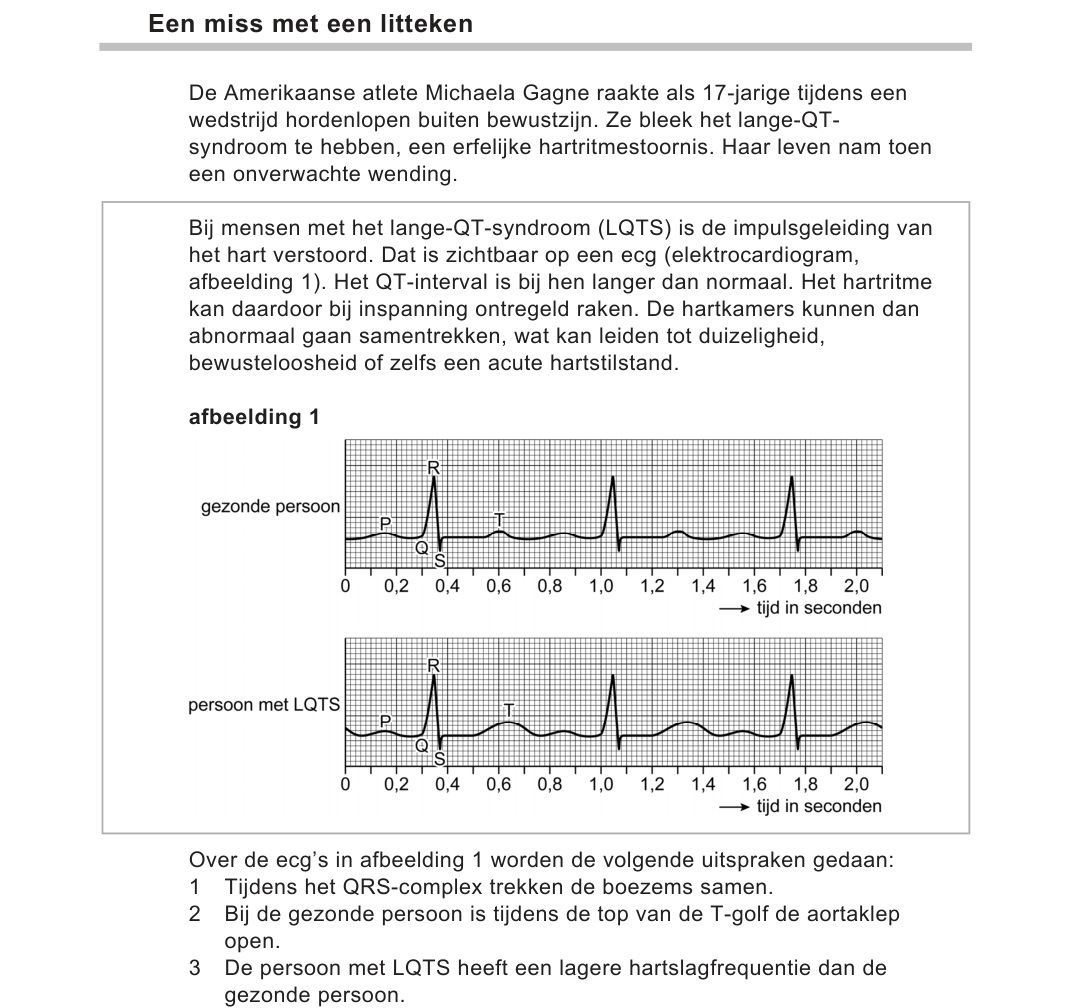 Een miss met een litteken
De Amerikaanse atlete Michaela Gagne raakte als 17-jarige tijdens een
wedstrijd hordenlopen buiten bewustzijn. Ze bleek het lange-QT-
syndroom te hebben, een erfelijke hartritmestoornis. Haar leven nam toen
een onverwachte wending.
Bij mensen met het lange-QT-syndroom (LQTS) is de impulsgeleiding van
het hart verstoord. Dat is zichtbaar op een ecg (elektrocardiogram,
afbeelding 1). Het QT-interval is bij hen langer dan normaal. Het hartritme
kan daardoor bij inspanning ontregeld raken. De hartkamers kunnen dan
abnormaal gaan samentrekken, wat kan leiden tot duizeligheid,
bewusteloosheid of zelfs een acute hartstilstand.
afbeelding 1
R
gezonde persoon
P
T
Q
S
0 0,2 0,4 0,6 0,8 1,0 1,2 1,4 1,6 1,8 2,0
tijd in seconden
R
persoon met LQTS
P
T
Q
S
0 0,2 0,4 0,6 0,8 1,0 1,2 1,4 1,6 1,8 2,0
tijd in seconden
Over de ecg's in afbeelding 1 worden de volgende uitspraken gedaan:
1 Tijdens het QRS-complex trekken de boezems samen.
2 Bij de gezonde persoon is tijdens de top van de T-golf de aortaklep
open.
3 De persoon met LQTS heeft een lagere hartslagfrequentie dan de
gezonde persoon.